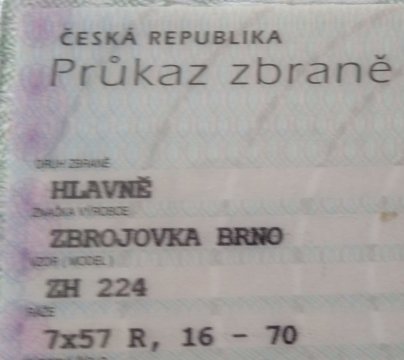 ČESKÁ REPUBLIKA
Průkaz zbraně
DRUH ZBRANĚ
HLAVNĚ
ZNAČKA VÝROBCE
ZBROJOVKA BRNO
VZOR (MODEL)
ZH 224
RÁŽE
7x57 R, 16 - 70